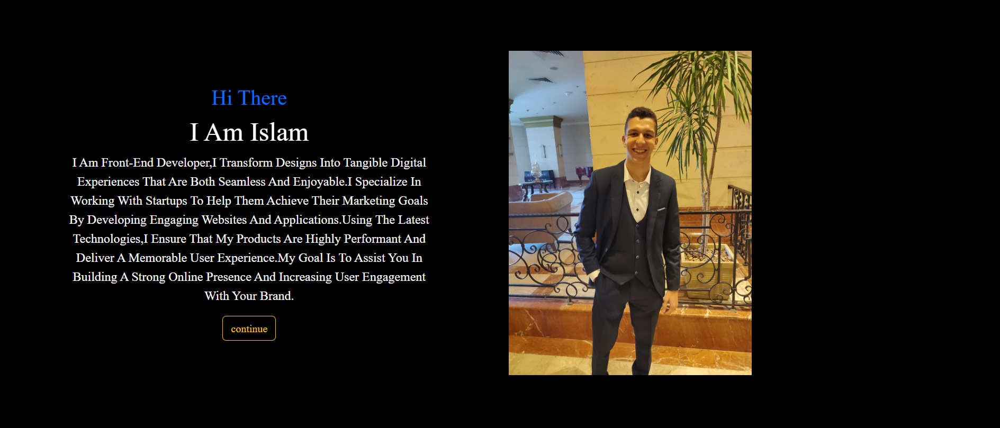 Hi There
I Am Islam
I Am Front-End Developer,I Transform Designs Into Tangible Digital
Experiences That Are Both Seamless And Enjoyable.I Specialize In
Working With Startups To Help Them Achieve Their Marketing Goals
By Developing Engaging Websites And Applications.Using The Latest
Technologies,I Ensure That My Products Are Highly Performant And
Deliver A Memorable User Experience.My Goal Is To Assist You In
Building A Strong Online Presence And Increasing User Engagement
With Your Brand.
continue